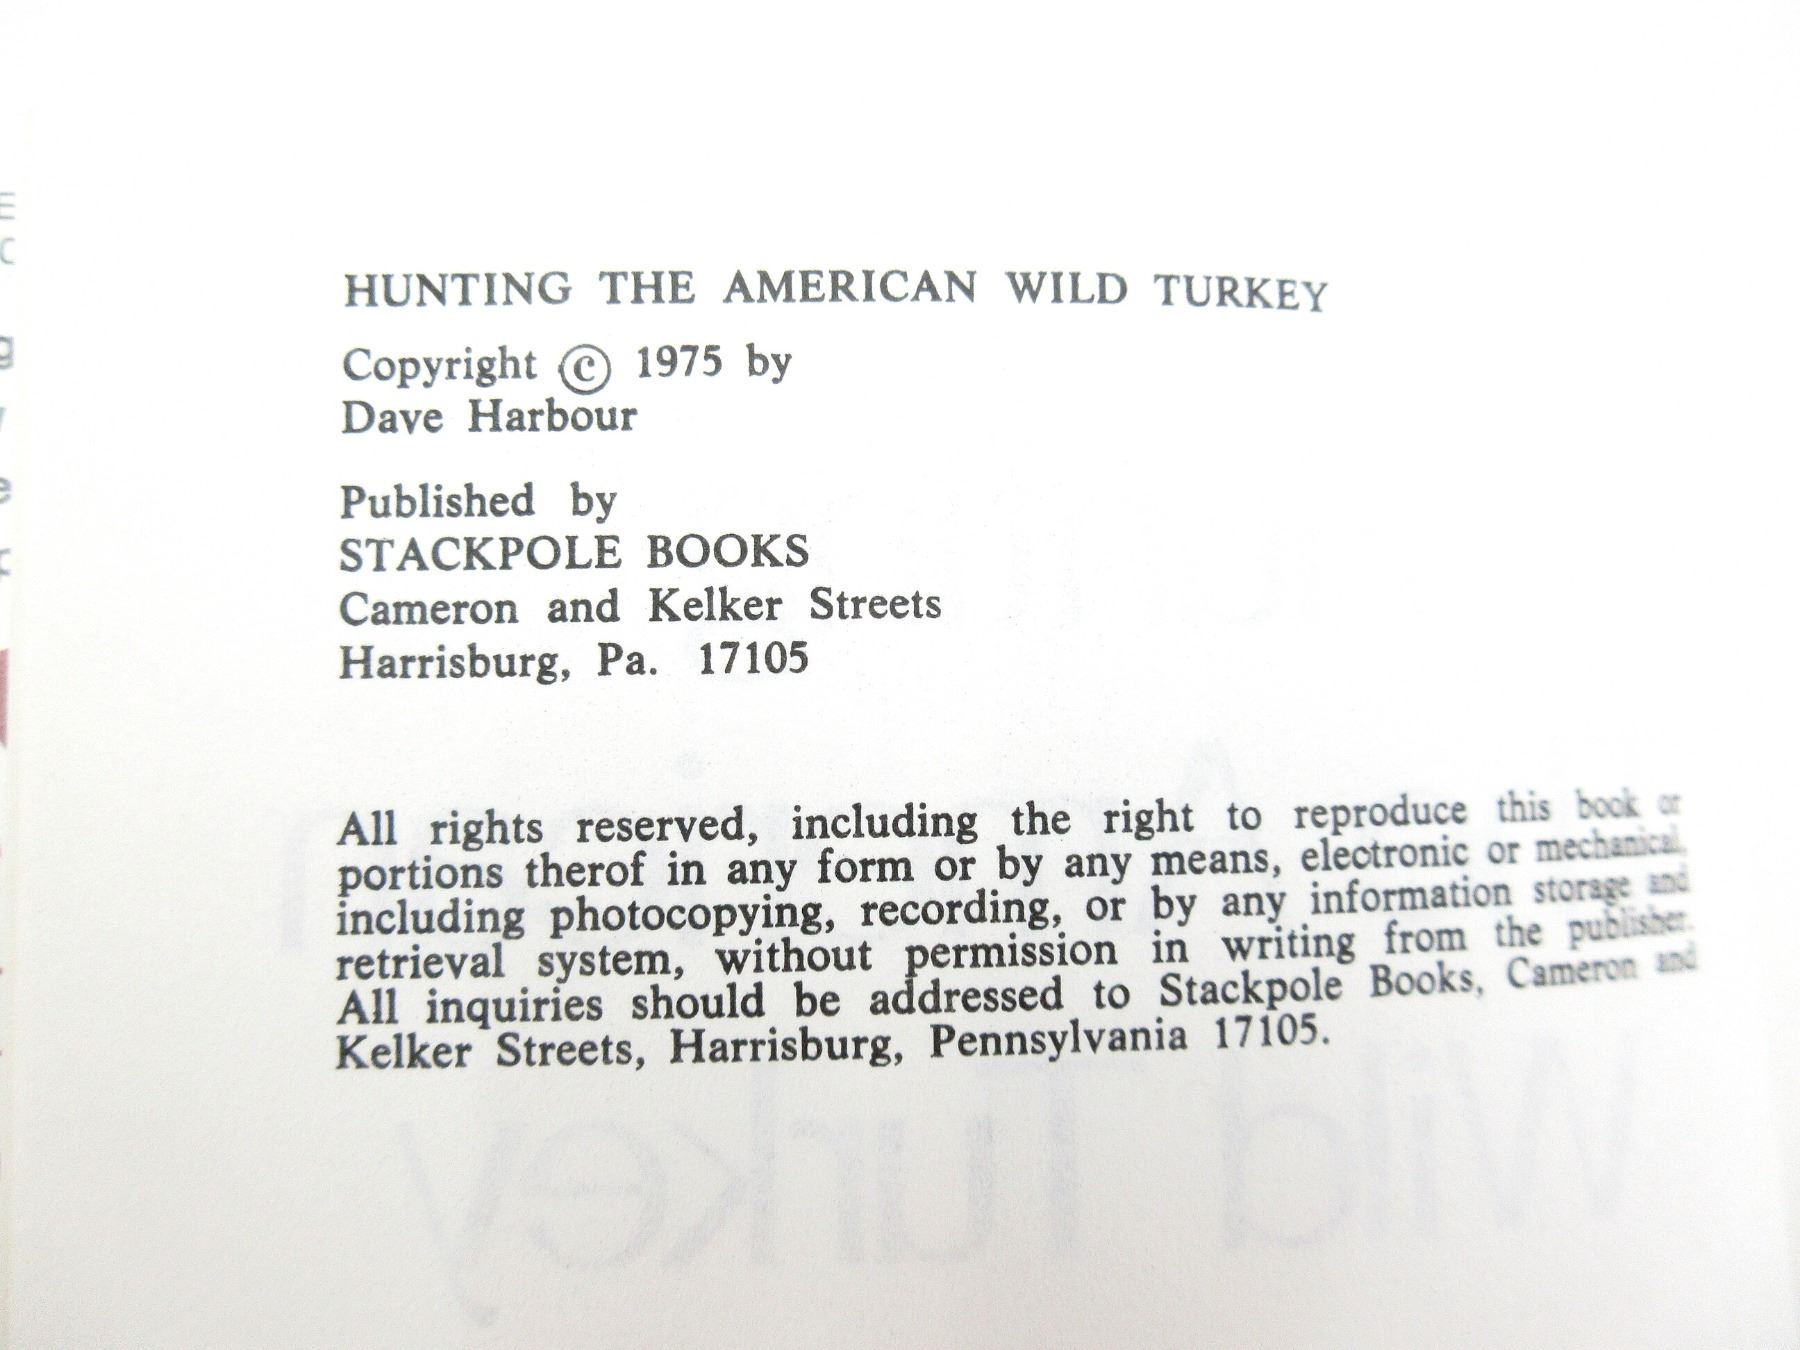 HUNTING THE AMERICAN WILD TURKEY
Copyright © 1975 by
Dave Harbour
Published by
STACKPOLE BOOKS
Cameron and Kelker Streets
Harrisburg, Pa. 17105
All rights reserved, including the right to reproduce this book or
portions therof in any form or by any means, electronic or mechanical,
including photocopying, recording, or by any information storage and
retrieval system, without permission in writing from the publisher.
All inquiries should be addressed to Stackpole Books, Cameron and
Kelker Streets, Harrisburg, Pennsylvania 17105.
Wild Turkey